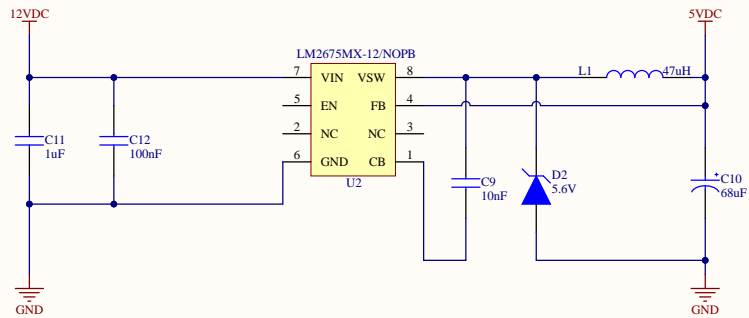 12VDC
5VDC
LM2675MX-12/NOPB
7 VIN VSW 8
L1 47uH
5 EN FB 4
C11
1uF
C12
100nF
2 NC NC 3
6 GND CB 1
U2
C9
10nF
D2
5.6V
+
C10
68uF
GND
GND